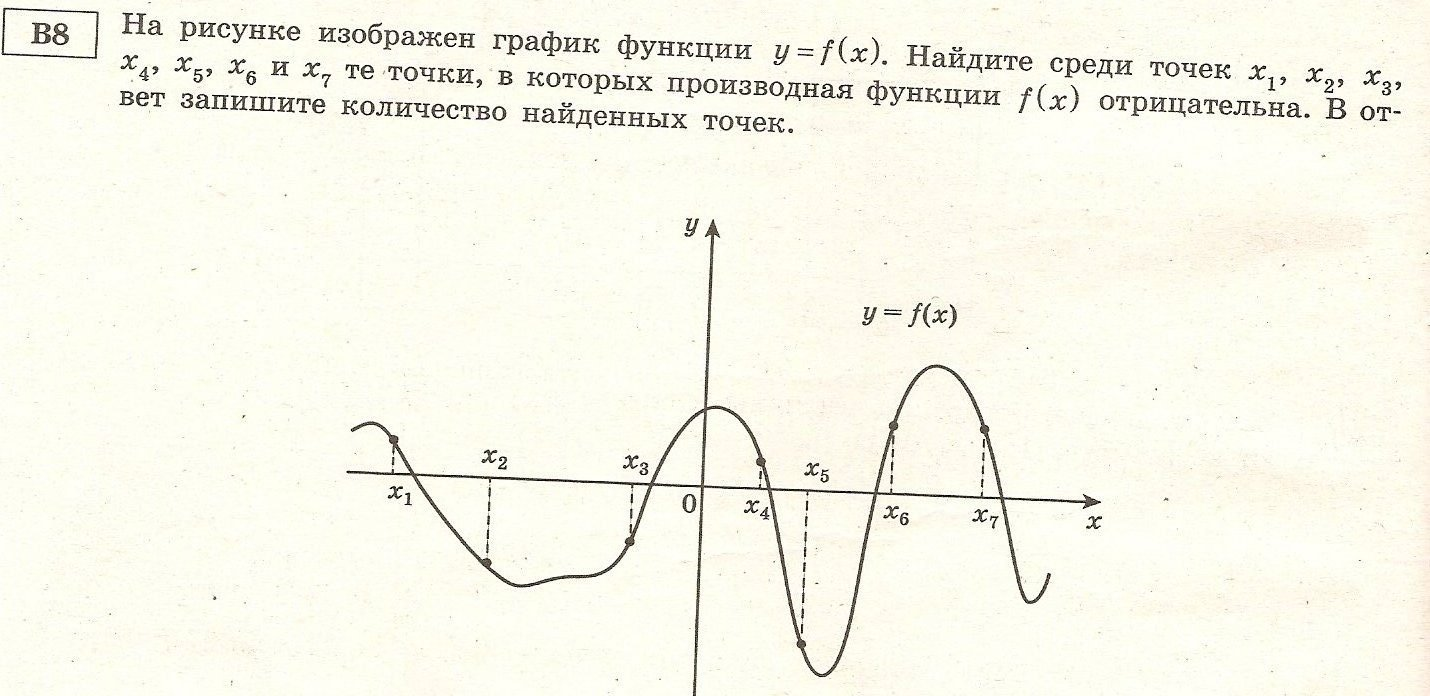 B8
На рисунке изображен график функции y = f(x). Найдите среди точек x₁, x₂, x₃,
x₄, x₅, x₆ и x₇ те точки, в которых производная функции f(x) отрицательна. В от-
вет запишите количество найденных точек.
y
y = f(x)
x₂
x₃
x₅
x₁
0
x₄
x₆
x₇
x